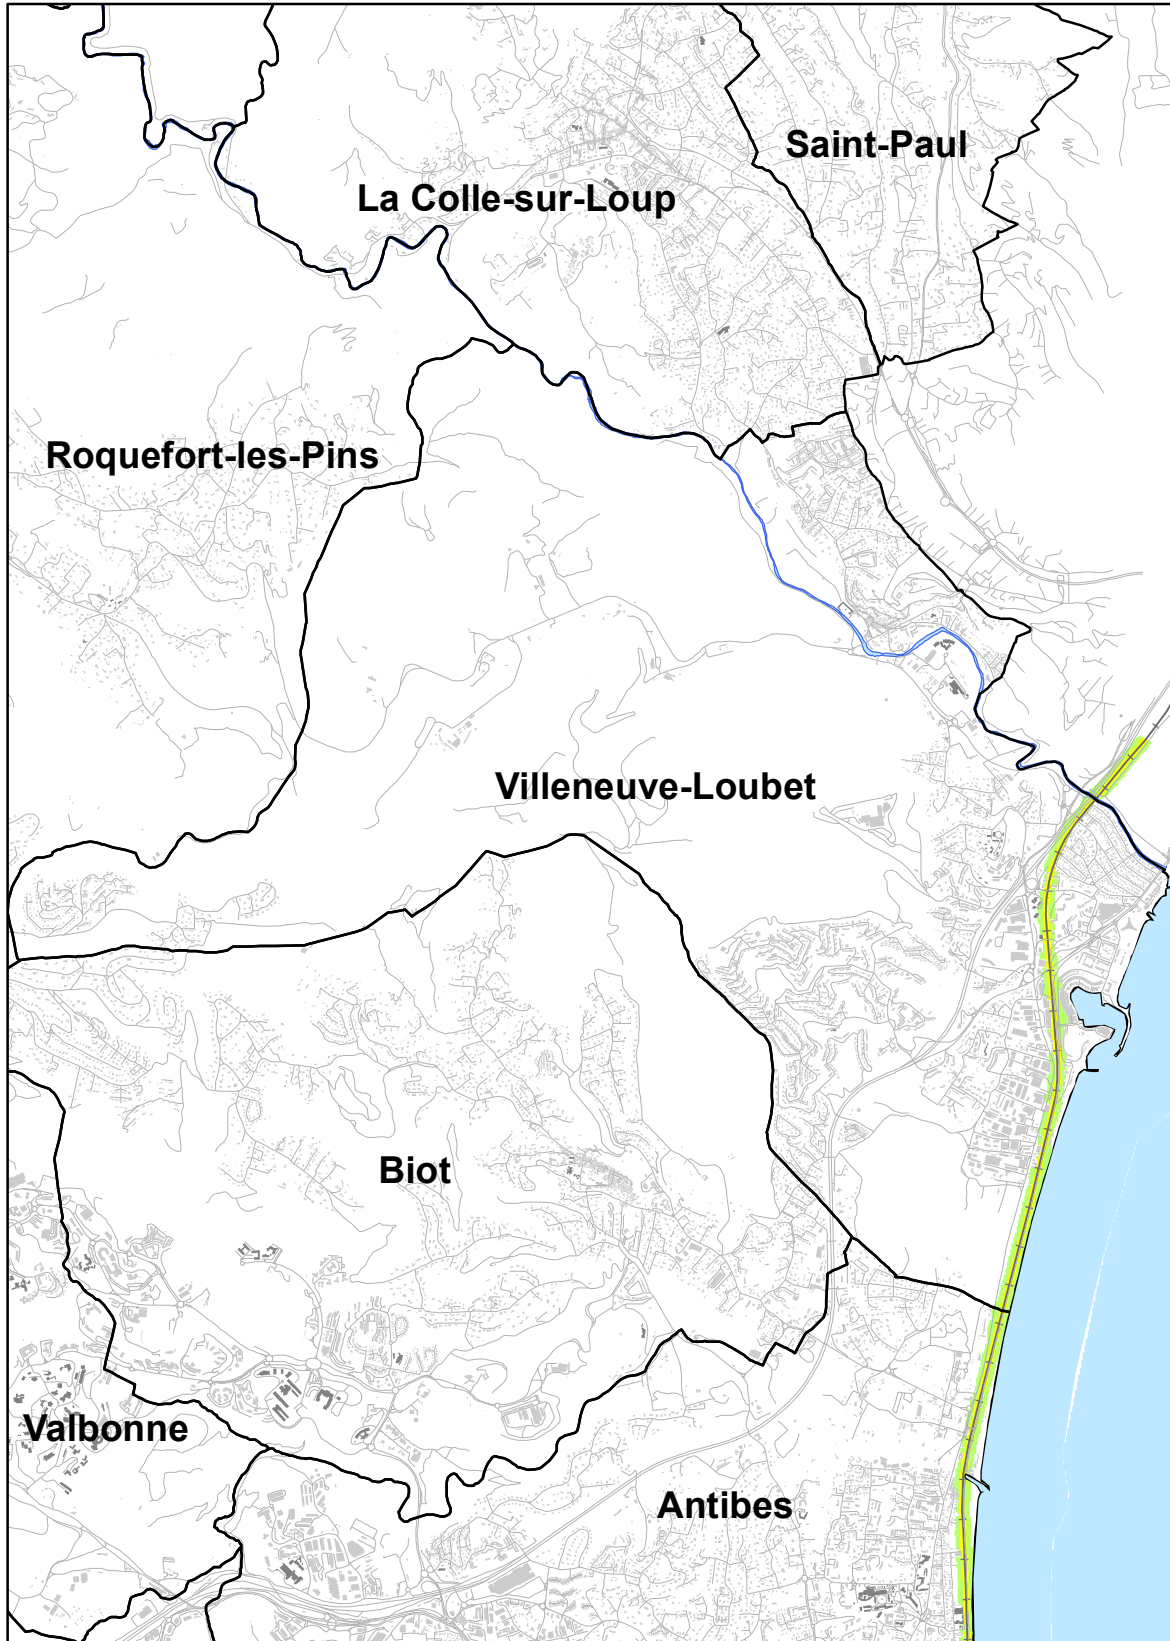 Saint-Paul
La Colle-sur-Loup
Roquefort-les-Pins
Villeneuve-Loubet
Biot
Valbonne
Antibes